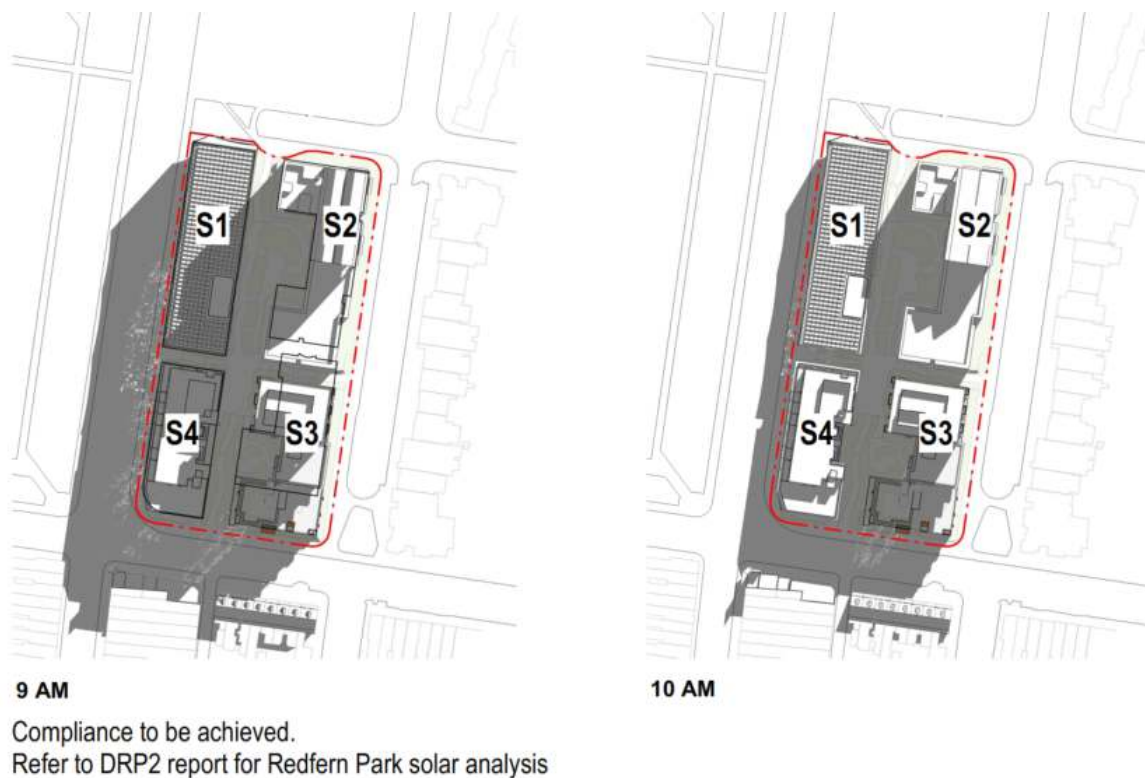 S1
S2
S4
S3
S1
S2
S4
S3
9 AM
10 AM
Compliance to be achieved.
Refer to DRP2 report for Redfern Park solar analysis